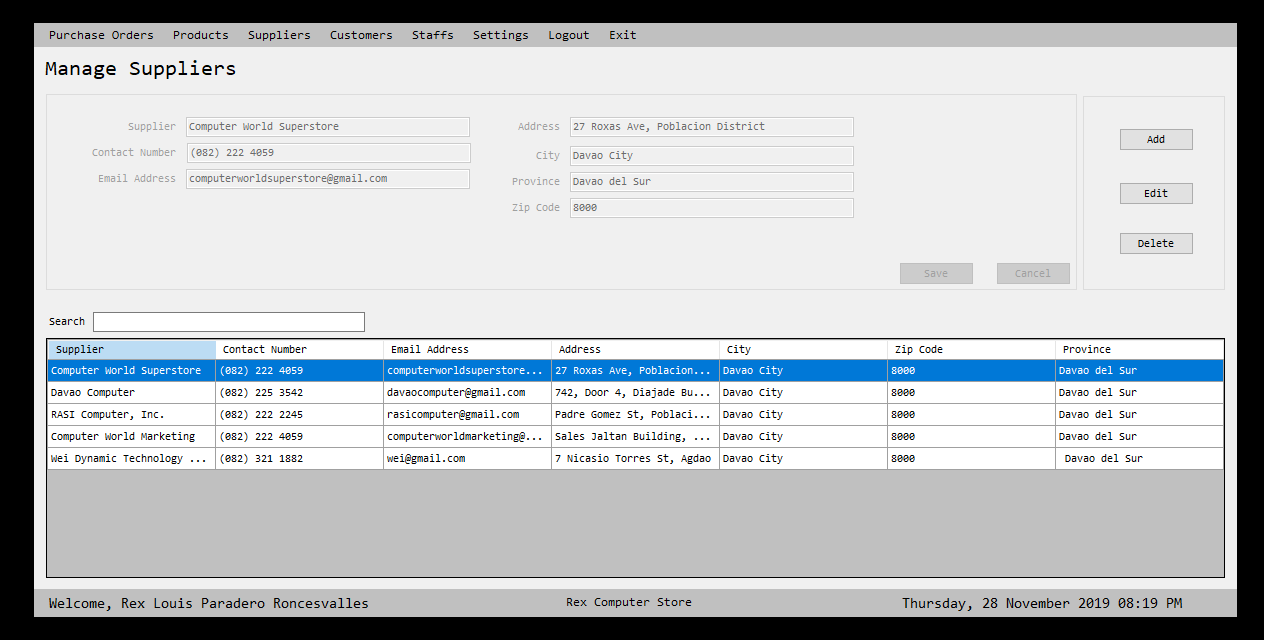 Purchase Orders Products Suppliers Customers Staffs Settings Logout Exit
Manage Suppliers
Supplier Computer World Superstore
Contact Number (082) 222 4059
Email Address computerworldsuperstore@gmail.com
Address 27 Roxas Ave, Poblacion District
City Davao City
Province Davao del Sur
Zip Code 8000
Save Cancel
Add
Edit
Delete
Search
Supplier Contact Number Email Address Address City Zip Code Province
Computer World Superstore (082) 222 4059 computerworldsuperstore... 27 Roxas Ave, Poblacion... Davao City 8000 Davao del Sur
Davao Computer (082) 225 3542 davaocomputer@gmail.com 742, Door 4, Diajade Bu... Davao City 8000 Davao del Sur
RASI Computer, Inc. (082) 222 2245 rasicomputer@gmail.com Padre Gomez St, Poblaci... Davao City 8000 Davao del Sur
Computer World Marketing (082) 222 4059 computerworldmarketing@... Sales Jaltan Building, ... Davao City 8000 Davao del Sur
Wei Dynamic Technology ... (082) 321 1882 wei@gmail.com 7 Nicasio Torres St, Agdao Davao City 8000 Davao del Sur
Welcome, Rex Louis Paradero Roncesvalles Rex Computer Store Thursday, 28 November 2019 08:19 PM